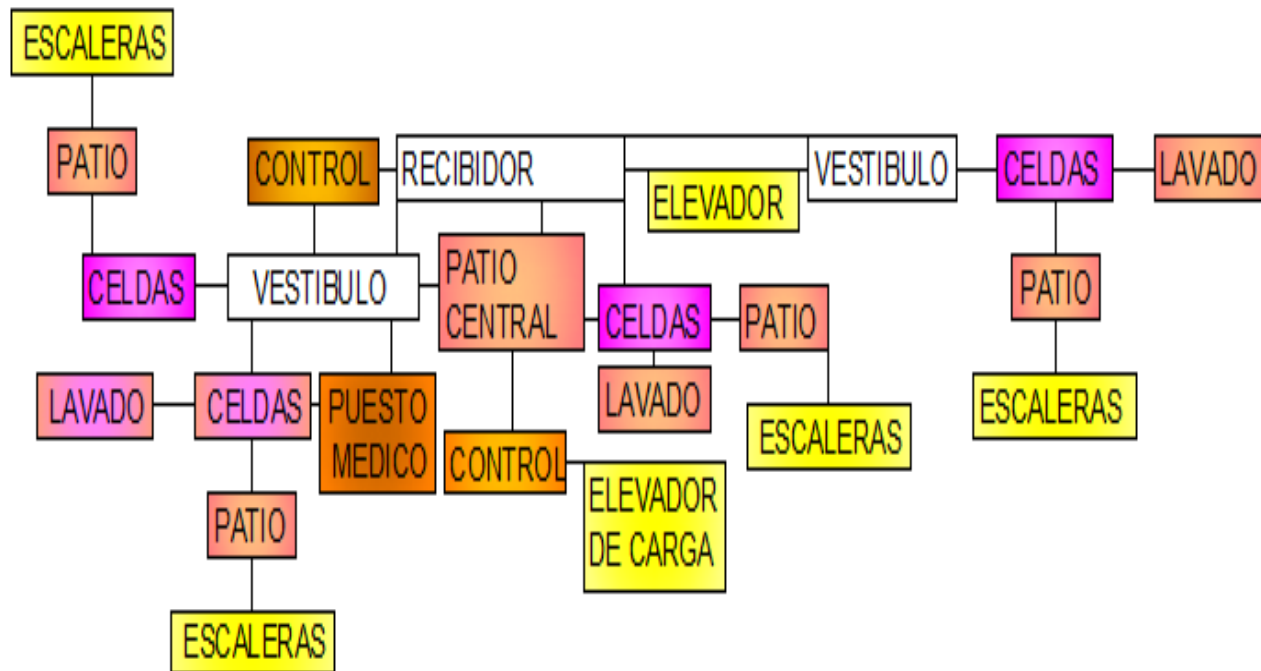 ESCALERAS
PATIO
CONTROL
RECIBIDOR
VESTIBULO
CELDAS
LAVADO
ELEVADOR
CELDAS
VESTIBULO
PATIO
CENTRAL
CELDAS
PATIO
PATIO
LAVADO
CELDAS
PUESTO
MEDICO
LAVADO
ESCALERAS
ESCALERAS
CONTROL
ELEVADOR
DE CARGA
PATIO
ESCALERAS